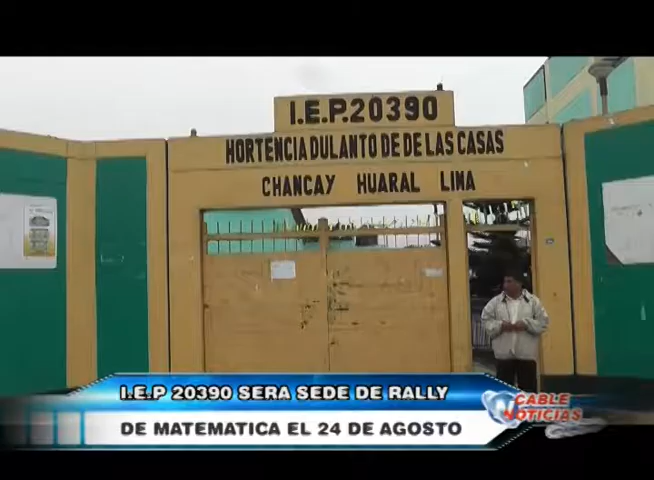 I.E.P. 20390
HORTENCIA DULANTO DE DE LAS CASAS
CHANCAY HUARAL LIMA
I.E.P 20390 SERA SEDE DE RALLY
DE MATEMATICA EL 24 DE AGOSTO
CABLE
NOTICIAS